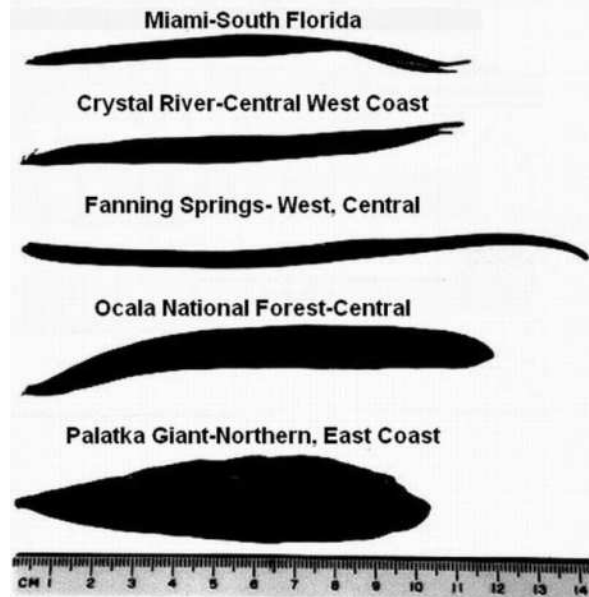 Miami-South Florida
Crystal River-Central West Coast
Fanning Springs- West, Central
Ocala National Forest-Central
Palatka Giant-Northern, East Coast
CM 1 2 3 4 5 6 7 8 9 10 11 12 13 14